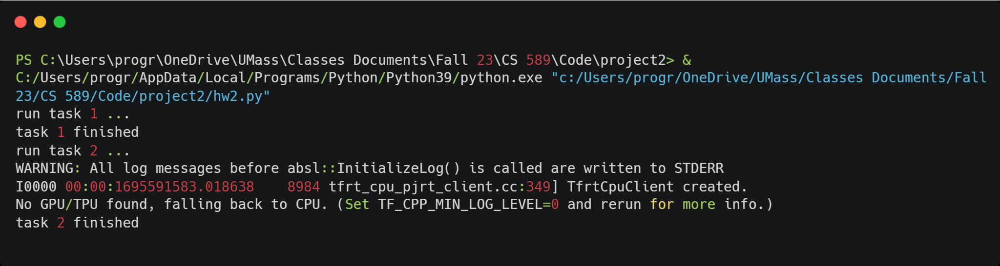 PS C:\Users\progr\OneDrive\UMass\Classes Documents\Fall 23\CS 589\Code\project2> &
C:/Users/progr/AppData/Local/Programs/Python/Python39/python.exe "c:/Users/progr/OneDrive/UMass/Classes Documents/Fall
23/CS 589/Code/project2/hw2.py"
run task 1 ...
task 1 finished
run task 2 ...
WARNING: All log messages before absl::InitializeLog() is called are written to STDERR
I0000 00:00:1695591583.018638    8984 tfrt_cpu_pjrt_client.cc:349] TfrtCpuClient created.
No GPU/TPU found, falling back to CPU. (Set TF_CPP_MIN_LOG_LEVEL=0 and rerun for more info.)
task 2 finished